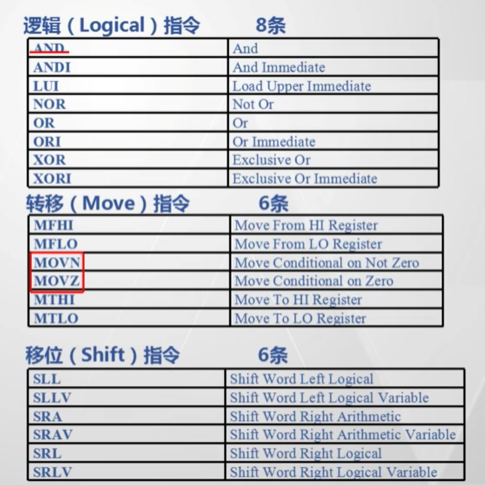 逻辑（Logical）指令 8条
AND And
ANDI And Immediate
LUI Load Upper Immediate
NOR Not Or
OR Or
ORI Or Immediate
XOR Exclusive Or
XORI Exclusive Or Immediate
转移（Move）指令 6条
MFHI Move From HI Register
MFLO Move From LO Register
MOVN Move Conditional on Not Zero
MOVZ Move Conditional on Zero
MTHI Move To HI Register
MTLO Move To LO Register
移位（Shift）指令 6条
SLL Shift Word Left Logical
SLLV Shift Word Left Logical Variable
SRA Shift Word Right Arithmetic
SRAV Shift Word Right Arithmetic Variable
SRL Shift Word Right Logical
SRLV Shift Word Right Logical Variable